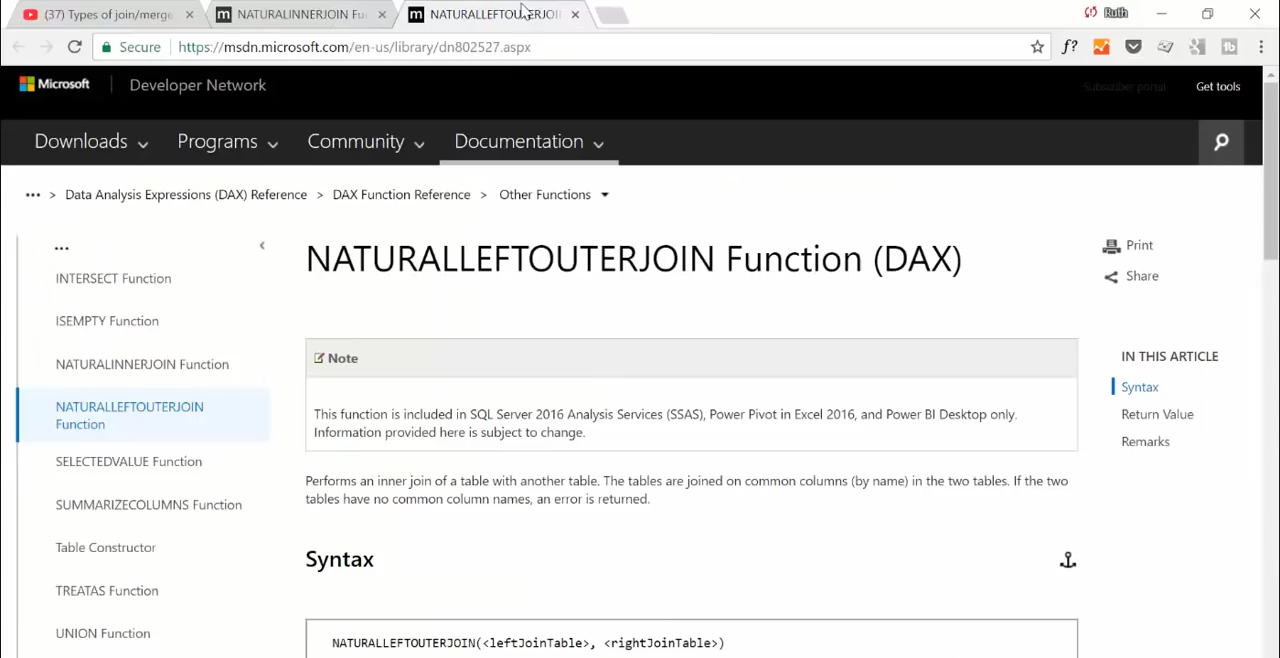 (37) Types of join/merge
NATURALINNERJOIN Fu
NATURALLEFTOUTERJOI
Ruth
Secure
https://msdn.microsoft.com/en-us/library/dn802527.aspx
f?
Microsoft
Developer Network
Subscriber portal
Get tools
Downloads
Programs
Community
Documentation
... > Data Analysis Expressions (DAX) Reference > DAX Function Reference > Other Functions
...
INTERSECT Function
ISEMPTY Function
NATURALINNERJOIN Function
NATURALLEFTOUTERJOIN
Function
SELECTEDVALUE Function
SUMMARIZECOLUMNS Function
Table Constructor
TREATAS Function
UNION Function
NATURALLEFTOUTERJOIN Function (DAX)
Note
This function is included in SQL Server 2016 Analysis Services (SSAS), Power Pivot in Excel 2016, and Power BI Desktop only.
Information provided here is subject to change.
Performs an inner join of a table with another table. The tables are joined on common columns (by name) in the two tables. If the two
tables have no common column names, an error is returned.
Syntax
NATURALLEFTOUTERJOIN(<leftJoinTable>, <rightJoinTable>)
Print
Share
IN THIS ARTICLE
Syntax
Return Value
Remarks